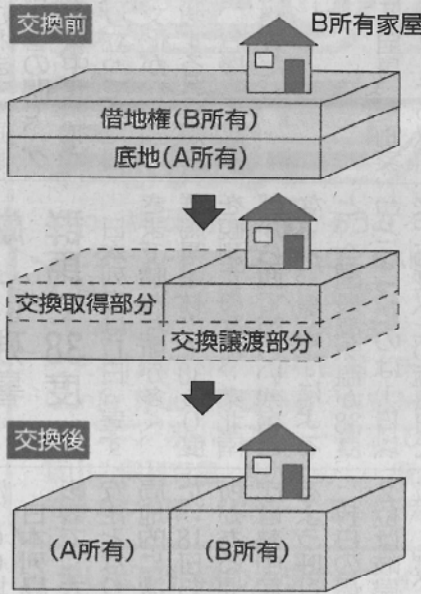 交換前
B所有家屋
借地権(B所有)
底地(A所有)
交換取得部分
交換譲渡部分
交換後
(A所有)
(B所有)